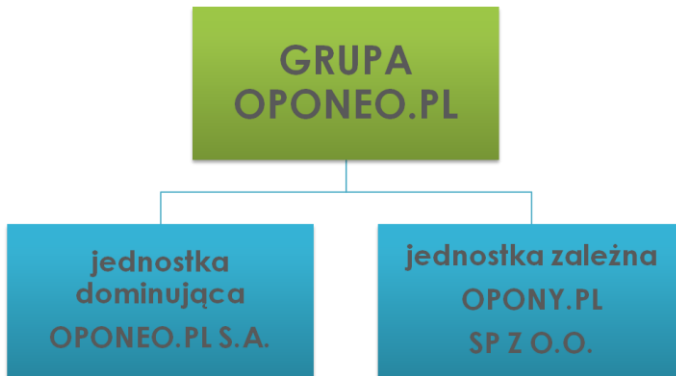 GRUPA
OPONEO.PL
jednostka
dominująca
OPONEO.PL S.A.
jednostka zależna
OPONY.PL
SP Z O.O.